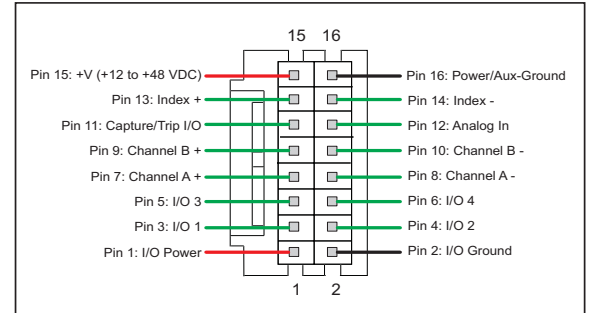 15 16
Pin 15: +V (+12 to +48 VDC)
Pin 16: Power/Aux-Ground
Pin 13: Index +
Pin 14: Index -
Pin 11: Capture/Trip I/O
Pin 12: Analog In
Pin 9: Channel B +
Pin 10: Channel B -
Pin 7: Channel A +
Pin 8: Channel A -
Pin 5: I/O 3
Pin 6: I/O 4
Pin 3: I/O 1
Pin 4: I/O 2
Pin 1: I/O Power
Pin 2: I/O Ground
1 2